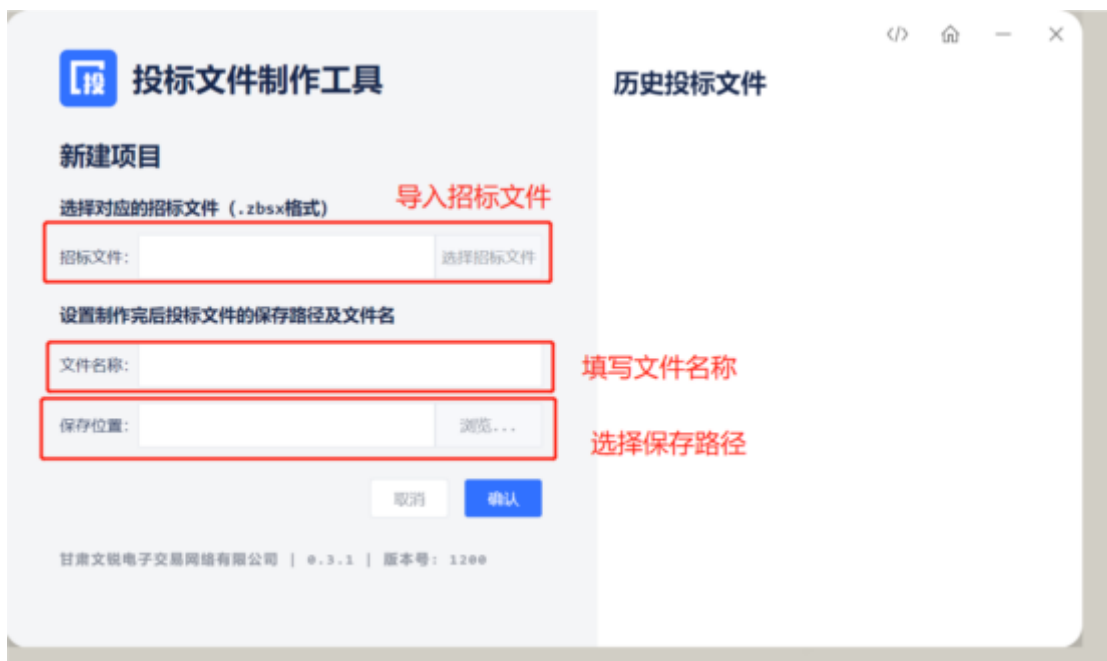 投
投标文件制作工具
历史投标文件
新建项目
选择对应的招标文件（.zbsx格式）
导入招标文件
招标文件：
选择招标文件
设置制作完后投标文件的保存路径及文件名
文件名称：
填写文件名称
保存位置：
浏览...
选择保存路径
取消
确认
甘肃文锐电子交易网络有限公司 | 0.3.1 | 版本号：1200